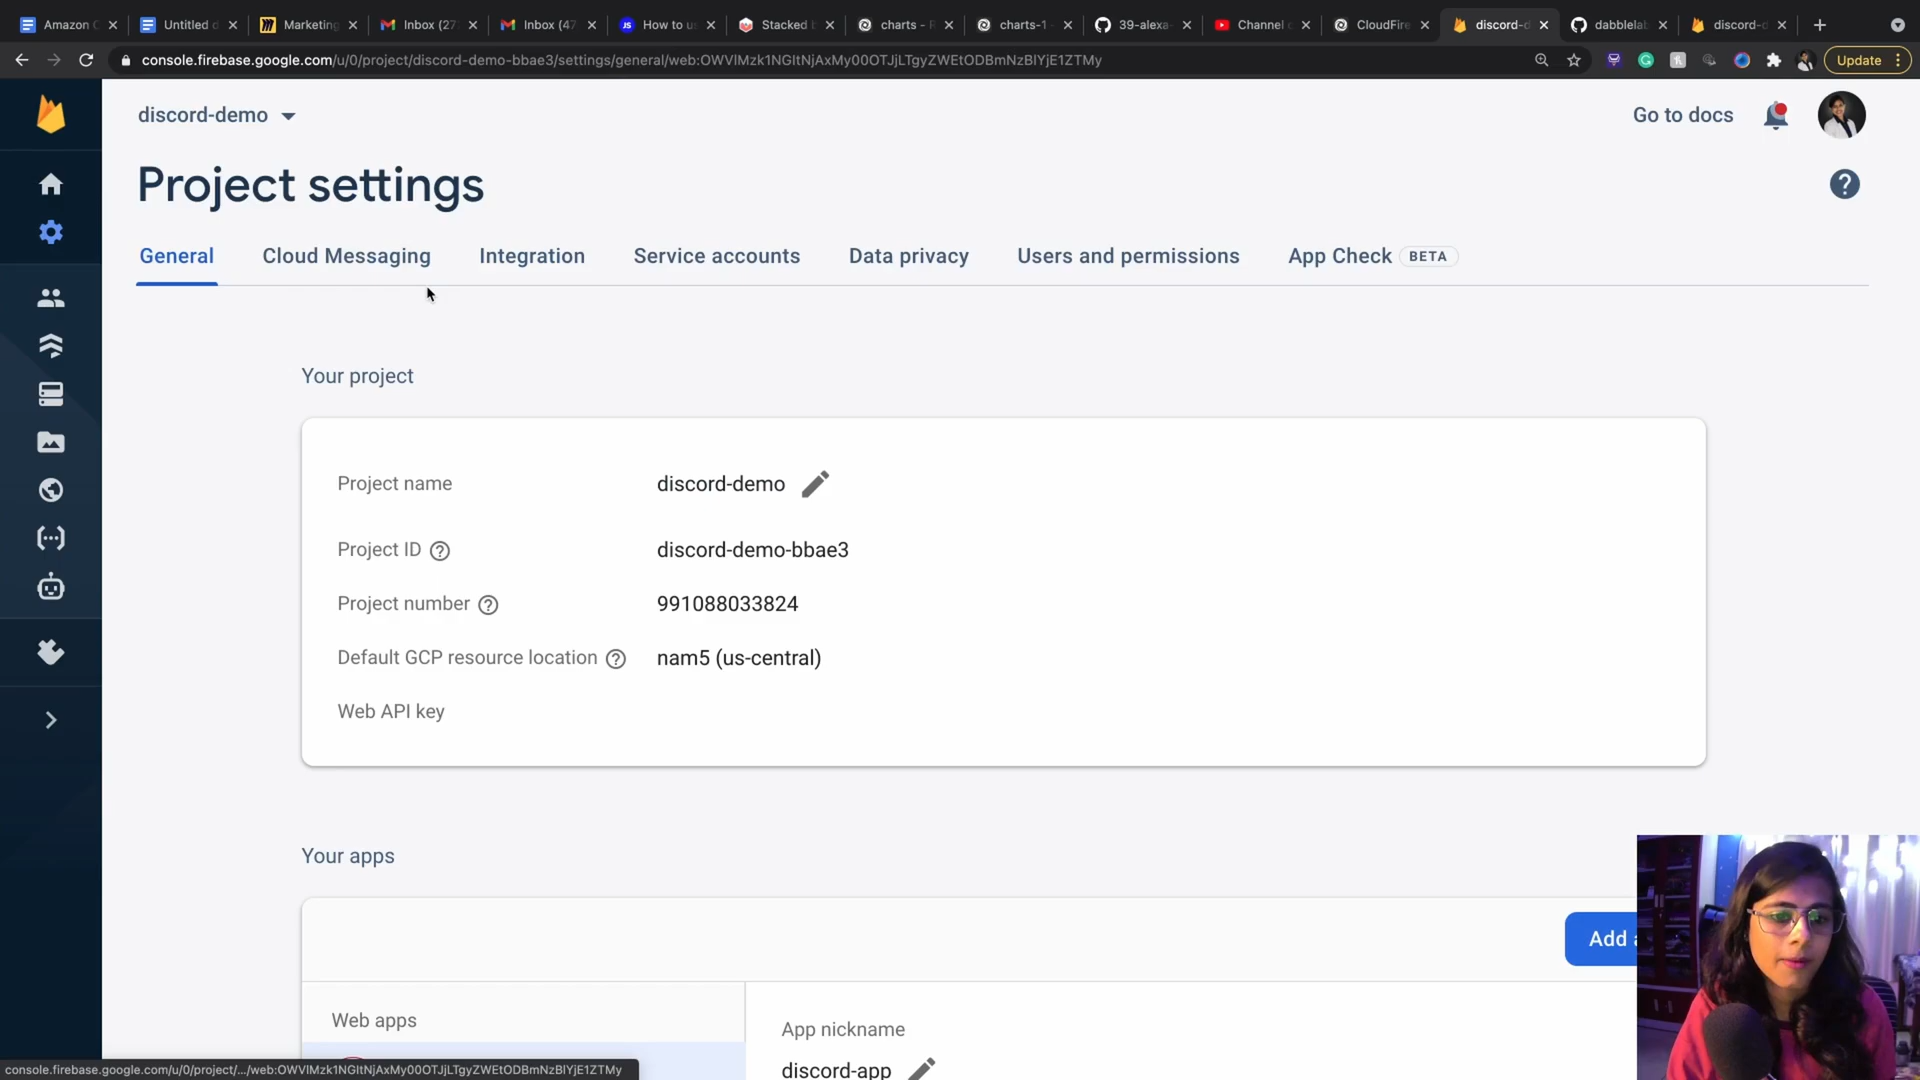 Amazon
Untitled
Marketing
Inbox (27
Inbox (47
How to u
Stacked
charts -
charts-1
39-alexa
Channel
CloudFire
discord-
dabblelab
discord-
console.firebase.google.com/u/0/project/discord-demo-bbae3/settings/general/web:OWVlMzk1NGItNjAxMy00OTJjLTgyZWEtODBmNzBlYjE1ZTMy
Update
discord-demo
Go to docs
Project settings
General
Cloud Messaging
Integration
Service accounts
Data privacy
Users and permissions
App Check BETA
Your project
Project name
discord-demo
Project ID
discord-demo-bbae3
Project number
991088033824
Default GCP resource location
nam5 (us-central)
Web API key
Your apps
Add
Web apps
App nickname
discord-app
console.firebase.google.com/u/0/project/.../web:OWVlMzk1NGItNjAxMy00OTJjLTgyZWEtODBmNzBlYjE1ZTMy